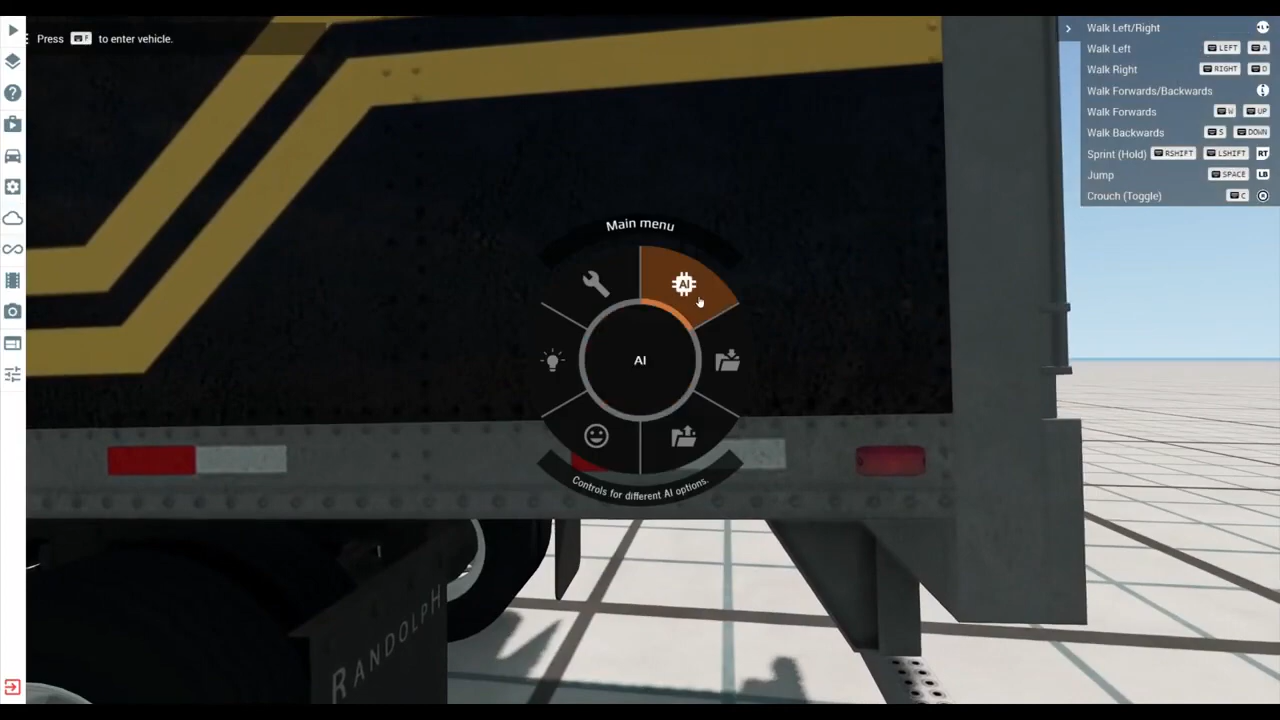 Press F to enter vehicle.
Walk Left/Right L
Walk Left LEFT A
Walk Right RIGHT D
Walk Forwards/Backwards
Walk Forwards W UP
Walk Backwards S DOWN
Sprint (Hold) RSHIFT LSHIFT RT
Jump SPACE LB
Crouch (Toggle) C
Main menu
AI
AI
Controls for different AI options.
RANDOLPH